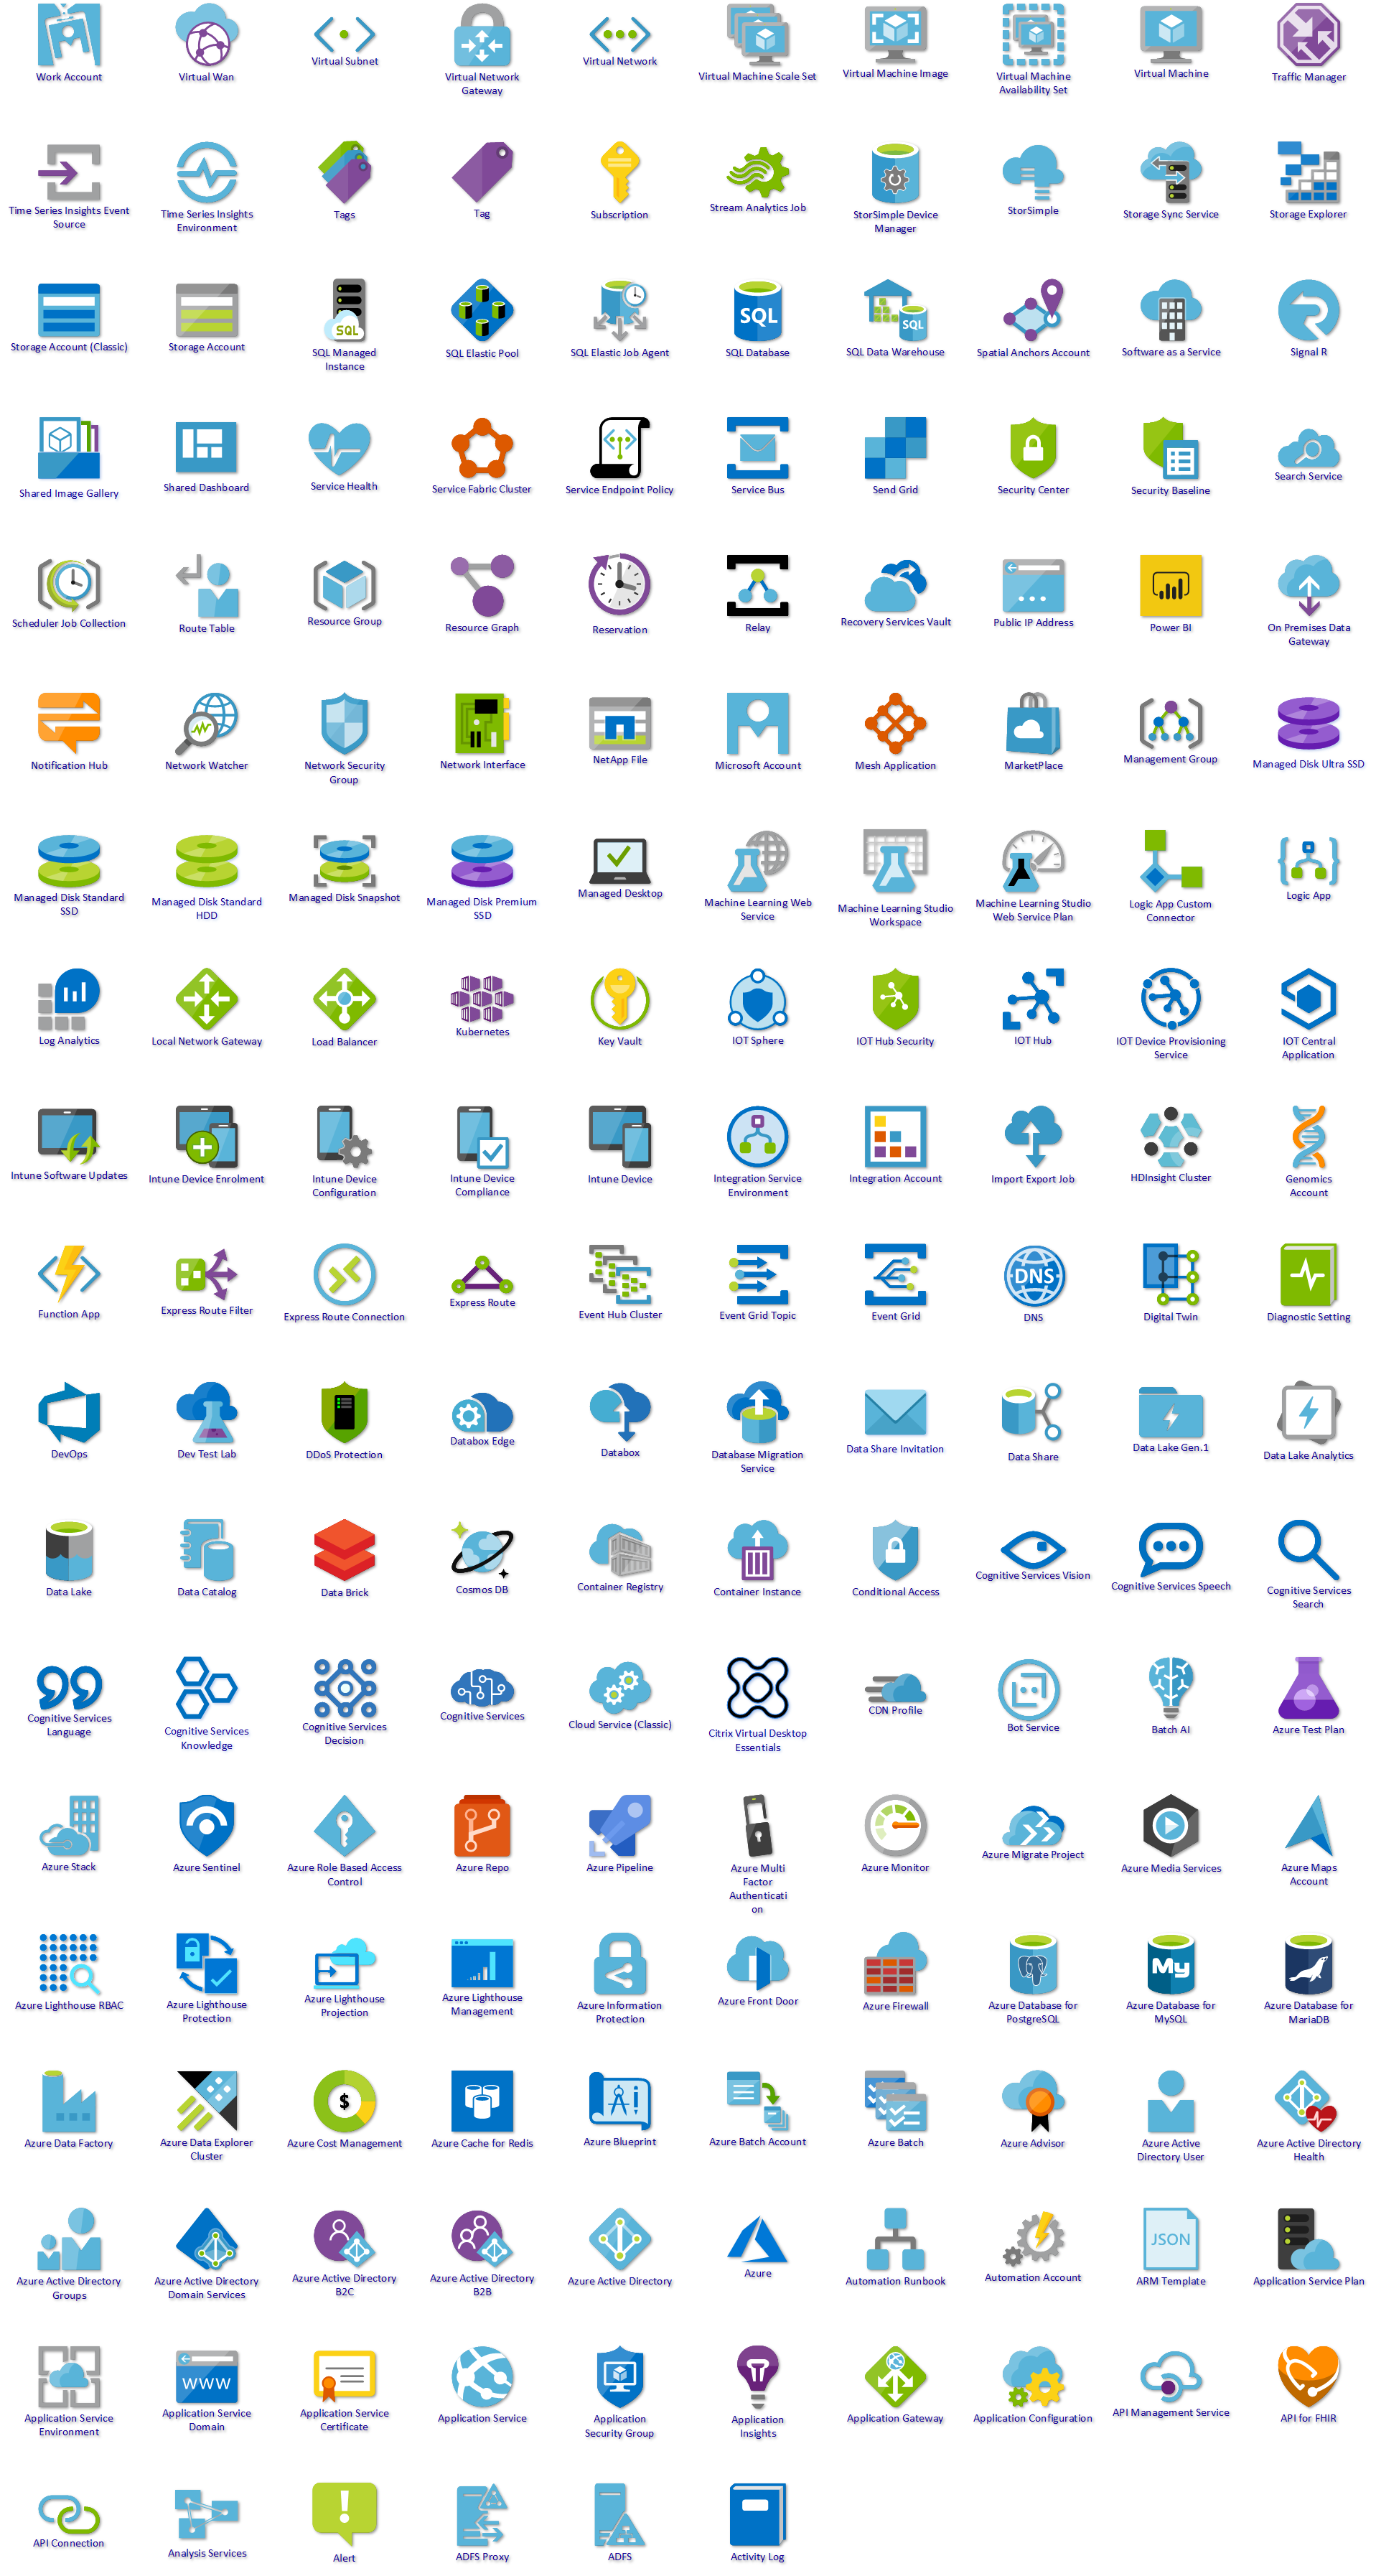 Work Account
Virtual Wan
Virtual Subnet
Virtual Network
Gateway
Virtual Network
Virtual Machine Scale Set
Virtual Machine Image
Virtual Machine
Availability Set
Virtual Machine
Traffic Manager
Time Series Insights Event
Source
Time Series Insights
Environment
Tags
Tag
Subscription
Stream Analytics Job
StorSimple Device
Manager
StorSimple
Storage Sync Service
Storage Explorer
Storage Account (Classic)
Storage Account
SQL
SQL Managed
Instance
SQL Elastic Pool
SQL Elastic Job Agent
SQL
SQL Database
SQL
SQL Data Warehouse
Spatial Anchors Account
Software as a Service
Signal R
Shared Image Gallery
Shared Dashboard
Service Health
Service Fabric Cluster
Service Endpoint Policy
Service Bus
Send Grid
Security Center
Security Baseline
Search Service
Scheduler Job Collection
Route Table
Resource Group
Resource Graph
Reservation
Relay
Recovery Services Vault
Public IP Address
Power BI
On Premises Data
Gateway
Notification Hub
Network Watcher
Network Security
Group
Network Interface
NetApp File
Microsoft Account
Mesh Application
MarketPlace
Management Group
Managed Disk Ultra SSD
Managed Disk Standard
SSD
Managed Disk Standard
HDD
Managed Disk Snapshot
Managed Disk Premium
SSD
Managed Desktop
Machine Learning Web
Service
Machine Learning Studio
Workspace
Machine Learning Studio
Web Service Plan
Logic App Custom
Connector
Logic App
Log Analytics
Local Network Gateway
Load Balancer
Kubernetes
Key Vault
IOT Sphere
IOT Hub Security
IOT Hub
IOT Device Provisioning
Service
IOT Central
Application
Intune Software Updates
Intune Device Enrolment
Intune Device
Configuration
Intune Device
Compliance
Intune Device
Integration Service
Environment
Integration Account
Import Export Job
HDInsight Cluster
Genomics
Account
Function App
Express Route Filter
Express Route Connection
Express Route
Event Hub Cluster
Event Grid Topic
Event Grid
DNS
DNS
Digital Twin
Diagnostic Setting
DevOps
Dev Test Lab
DDoS Protection
Databox Edge
Databox
Database Migration
Service
Data Share Invitation
Data Share
Data Lake Gen.1
Data Lake Analytics
Data Lake
Data Catalog
Data Brick
Cosmos DB
Container Registry
Container Instance
Conditional Access
Cognitive Services Vision
Cognitive Services Speech
Cognitive Services
Search
Cognitive Services
Language
Cognitive Services
Knowledge
Cognitive Services
Decision
Cognitive Services
Cloud Service (Classic)
Citrix Virtual Desktop
Essentials
CDN Profile
Bot Service
Batch AI
Azure Test Plan
Azure Stack
Azure Sentinel
Azure Role Based Access
Control
Azure Repo
Azure Pipeline
Azure Multi
Factor
Authenticati
on
Azure Monitor
Azure Migrate Project
Azure Media Services
Azure Maps
Account
Azure Lighthouse RBAC
Azure Lighthouse
Protection
Azure Lighthouse
Projection
Azure Lighthouse
Management
Azure Information
Protection
Azure Front Door
Azure Firewall
Azure Database for
PostgreSQL
My
Azure Database for
MySQL
Azure Database for
MariaDB
Azure Data Factory
Azure Data Explorer
Cluster
$
Azure Cost Management
Azure Cache for Redis
Azure Blueprint
Azure Batch Account
Azure Batch
Azure Advisor
Azure Active
Directory User
Azure Active Directory
Health
Azure Active Directory
Groups
Azure Active Directory
Domain Services
Azure Active Directory
B2C
Azure Active Directory
B2B
Azure Active Directory
Azure
Automation Runbook
Automation Account
JSON
ARM Template
Application Service Plan
Application Service
Environment
WWW
Application Service
Domain
Application Service
Certificate
Application Service
Application
Security Group
Application
Insights
Application Gateway
Application Configuration
API Management Service
API for FHIR
API Connection
Analysis Services
!
Alert
ADFS Proxy
ADFS
Activity Log